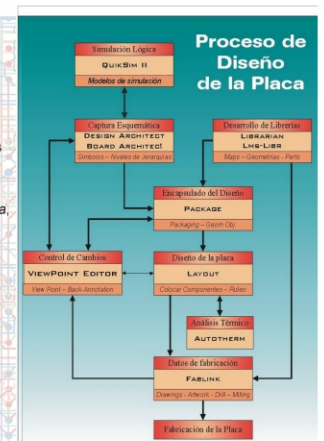 Proceso de
Diseño
de la Placa
Simulación Lógica
QUIKSIM II
Modelos de simulación
Captura Esquemática
DESIGN ARCHITECT
BOARD ARCHITECT
Símbolos – Niveles de Jerarquías
Desarrollo de Librerías
LIBRARIAN
LMS-LIBR
Maps – Geometrías - Parts
Encapsulado del Diseño
PACKAGE
Packaging – Geom Obj
Control de Cambios
VIEWPOINT EDITOR
View Point – Back-Annotation
Diseño de la placa
LAYOUT
Colocar Componentes – Ruteo
Análisis Térmico
AUTOTHERM
Datos de fabricación
FABLINK
Drawings - Artwork - Drill – Milling
Fabricación de la Placa